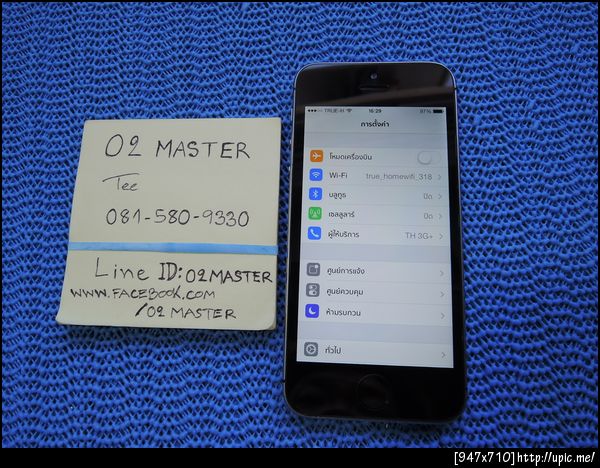 O2 MASTER
Tee
081-580-9330
Line ID: O2MASTER
WWW.FACEBOOK.COM
/O2 MASTER
TRUE-H 16:29 87%
การตั้งค่า
โหมดเครื่องบิน
Wi-Fi true_homewifi_318
บลูทูธ ปิด
เซลลูลาร์ ปิด
ผู้ให้บริการ TH 3G+
ศูนย์การแจ้ง
ศูนย์ควบคุม
ห้ามรบกวน
ทั่วไป
[947x710]http://upic.me/